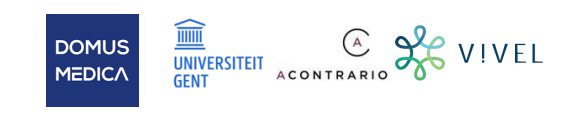 DOMUS
MEDICA
UNIVERSITEIT
GENT
A
ACONTRARIO
V!VEL